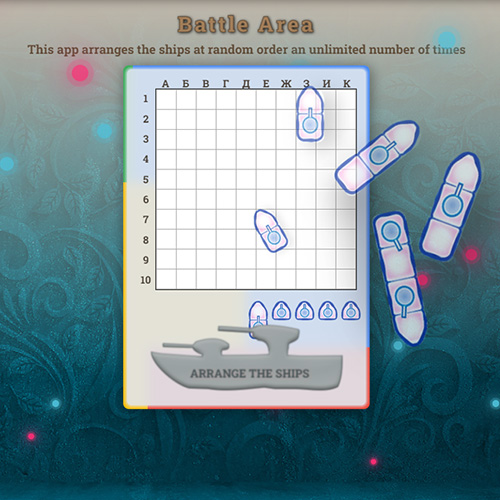 Battle Area
This app arranges the ships at random order an unlimited number of times
А Б В Г Д Е Ж З И К
1
2
3
4
5
6
7
8
9
10
ARRANGE THE SHIPS